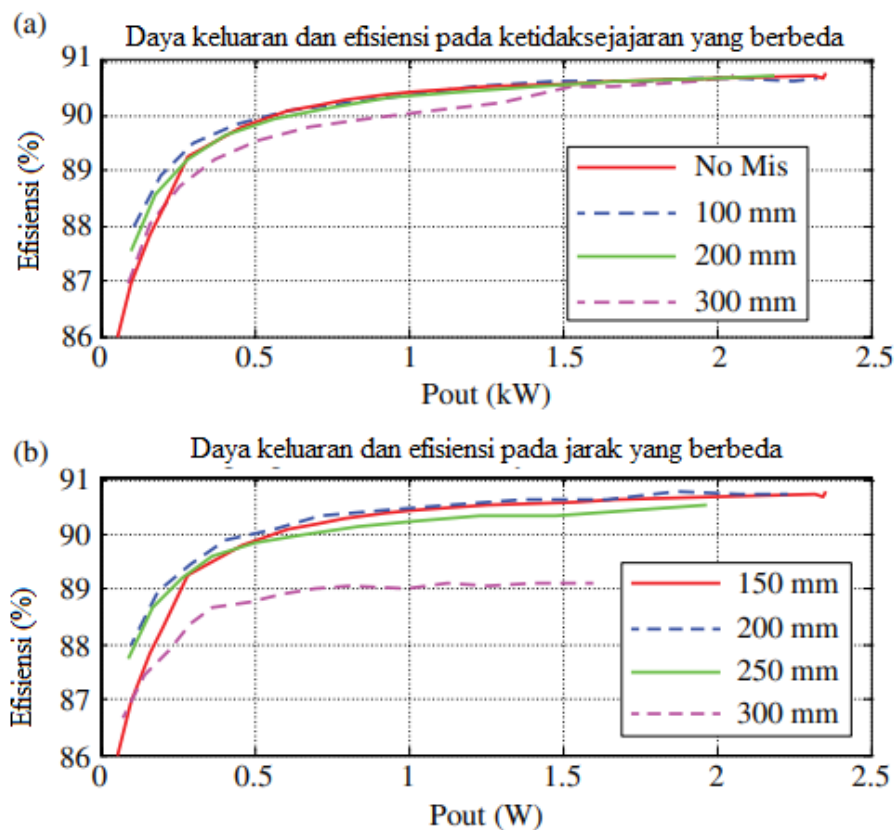 (a)
Daya keluaran dan efisiensi pada ketidaksejajaran yang berbeda
91
90
89
88
87
86
Efisiensi (%)
No Mis
100 mm
200 mm
300 mm
0 0.5 1 1.5 2 2.5
Pout (kW)
(b)
Daya keluaran dan efisiensi pada jarak yang berbeda
91
90
89
88
87
86
Efisiensi (%)
150 mm
200 mm
250 mm
300 mm
0 0.5 1 1.5 2 2.5
Pout (W)